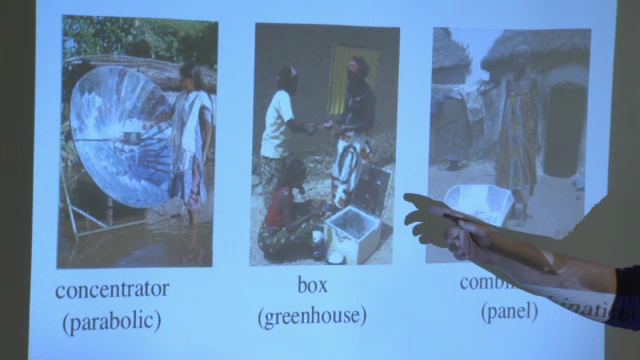 concentrator
(parabolic)
box
(greenhouse)
combination
(panel)